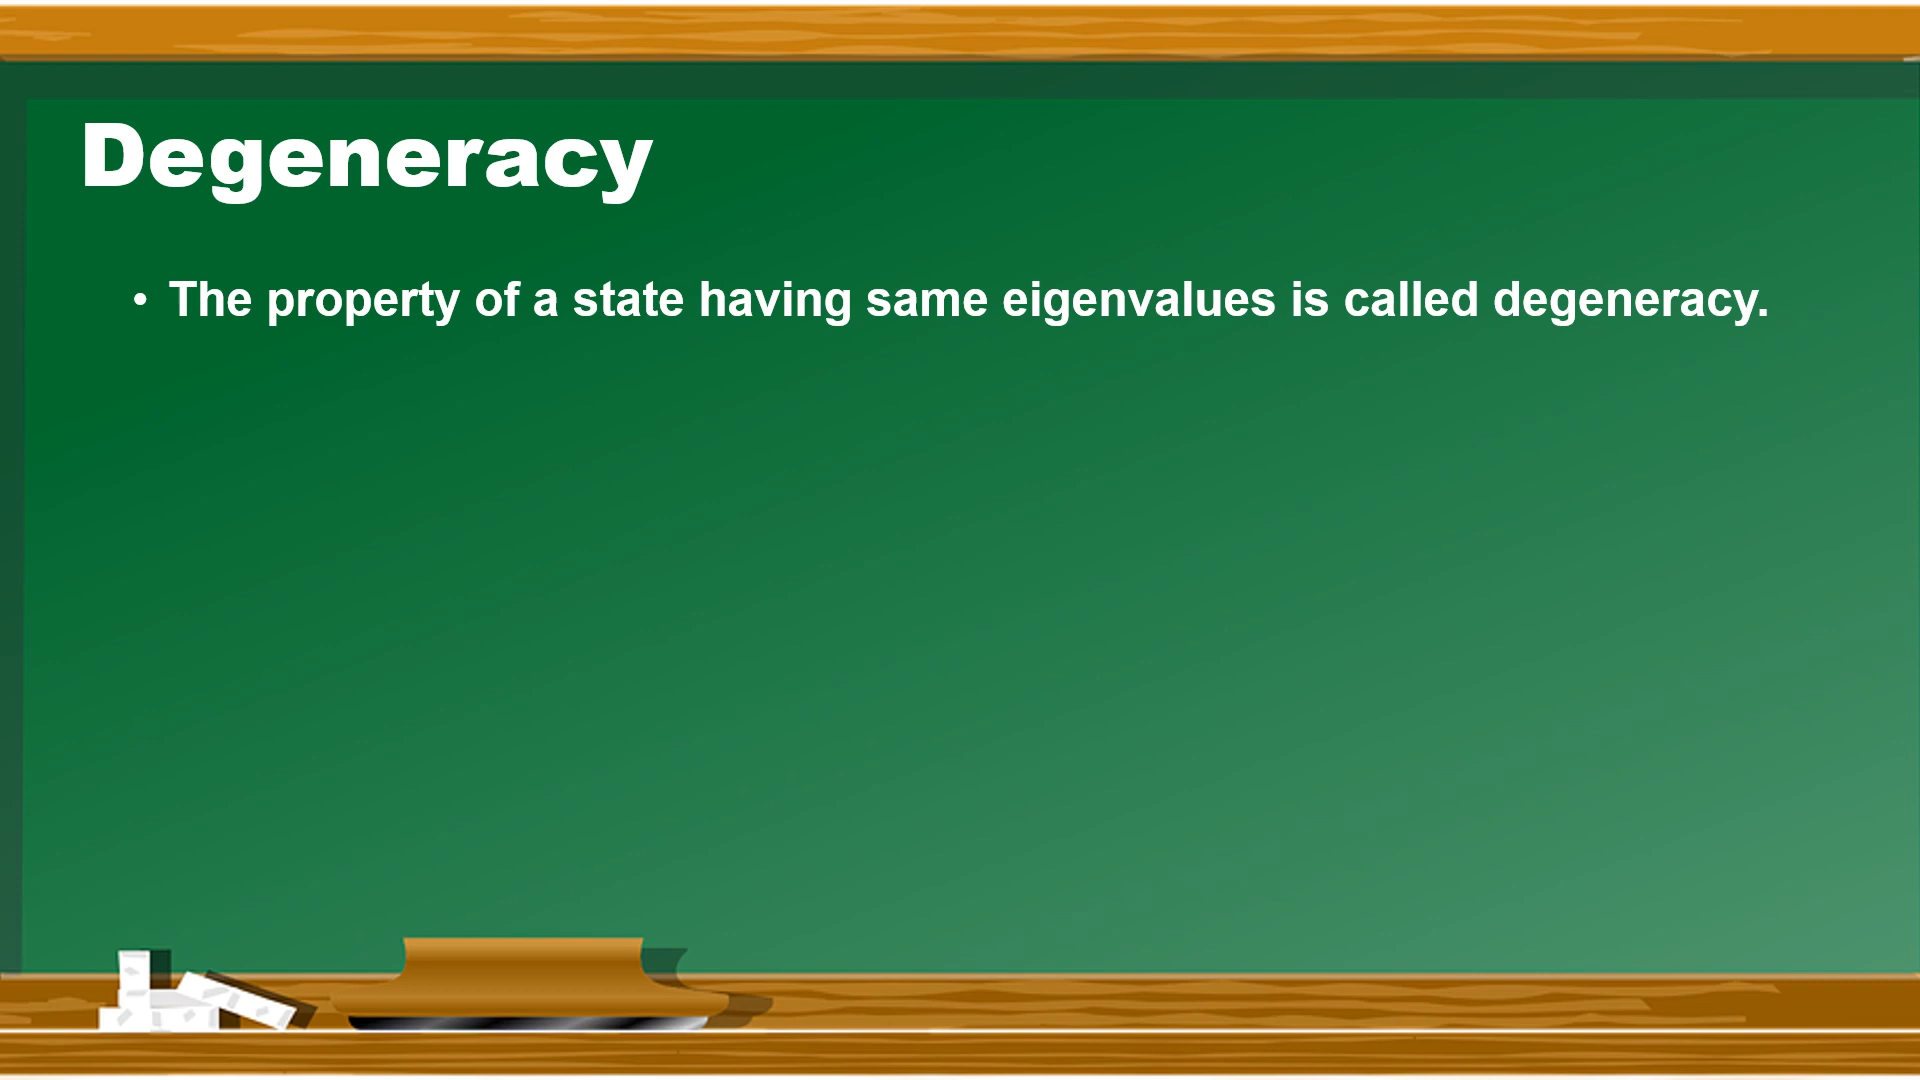 Degeneracy
• The property of a state having same eigenvalues is called degeneracy.